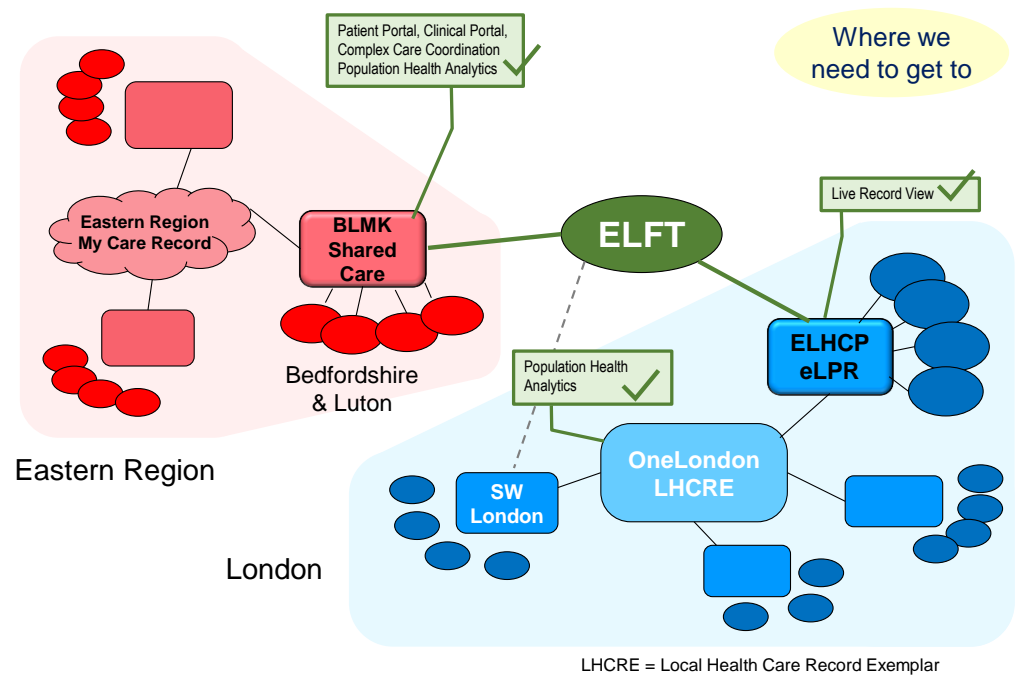 Patient Portal, Clinical Portal,
Complex Care Coordination
Population Health Analytics
Where we
need to get to
Live Record View
Eastern Region
My Care Record
BLMK
Shared
Care
ELFT
ELHCP
eLPR
Population Health
Analytics
Bedfordshire
& Luton
OneLondon
LHCRE
Eastern Region
SW
London
London
LHCRE = Local Health Care Record Exemplar